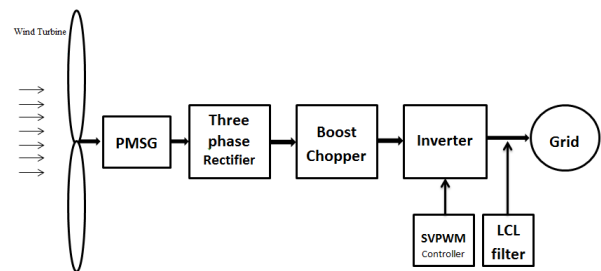 Wind Turbine
PMSG
Three
phase
Rectifier
Boost
Chopper
Inverter
Grid
SVPWM
Controller
LCL
filter